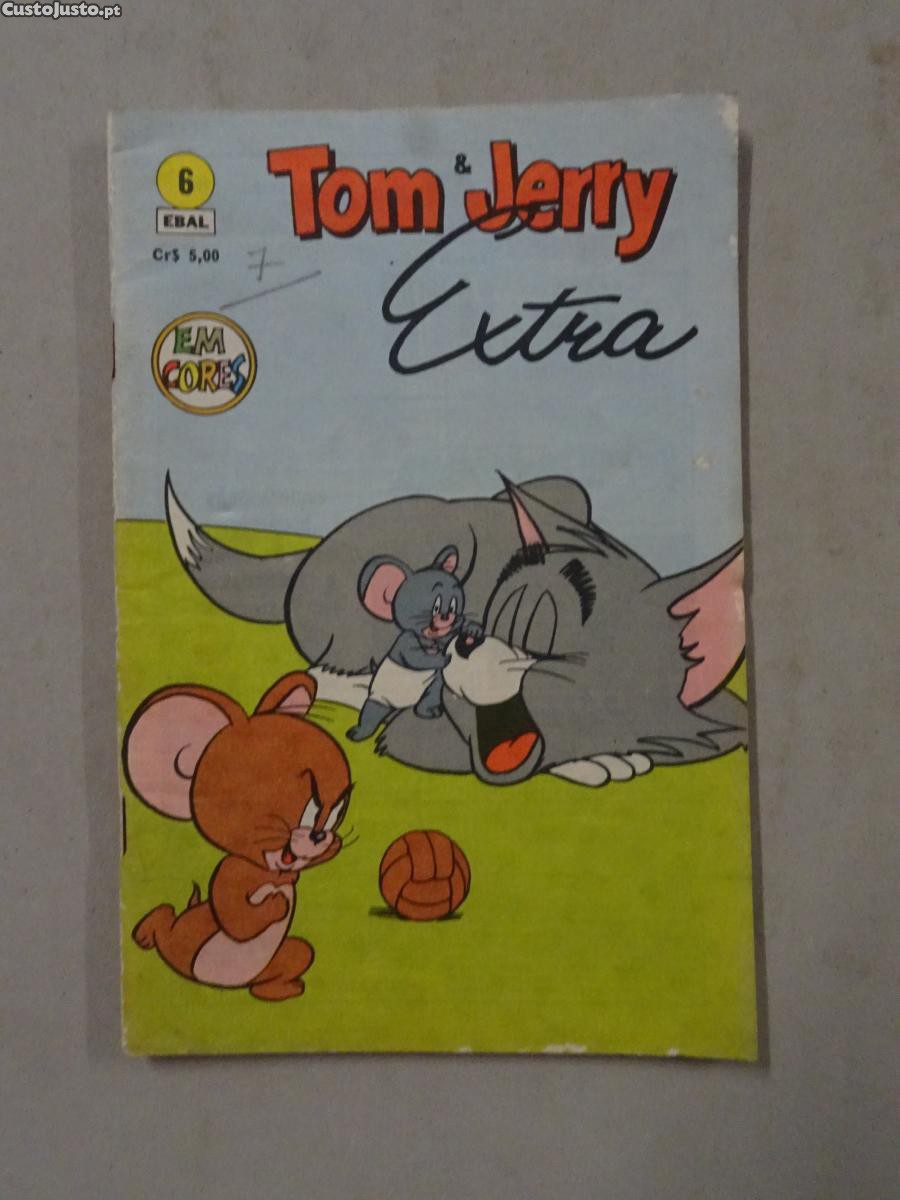 CustoJusto.pt
6
EBAL
Cr$ 5,00
7
Tom & Jerry
Extra
EM
CORES